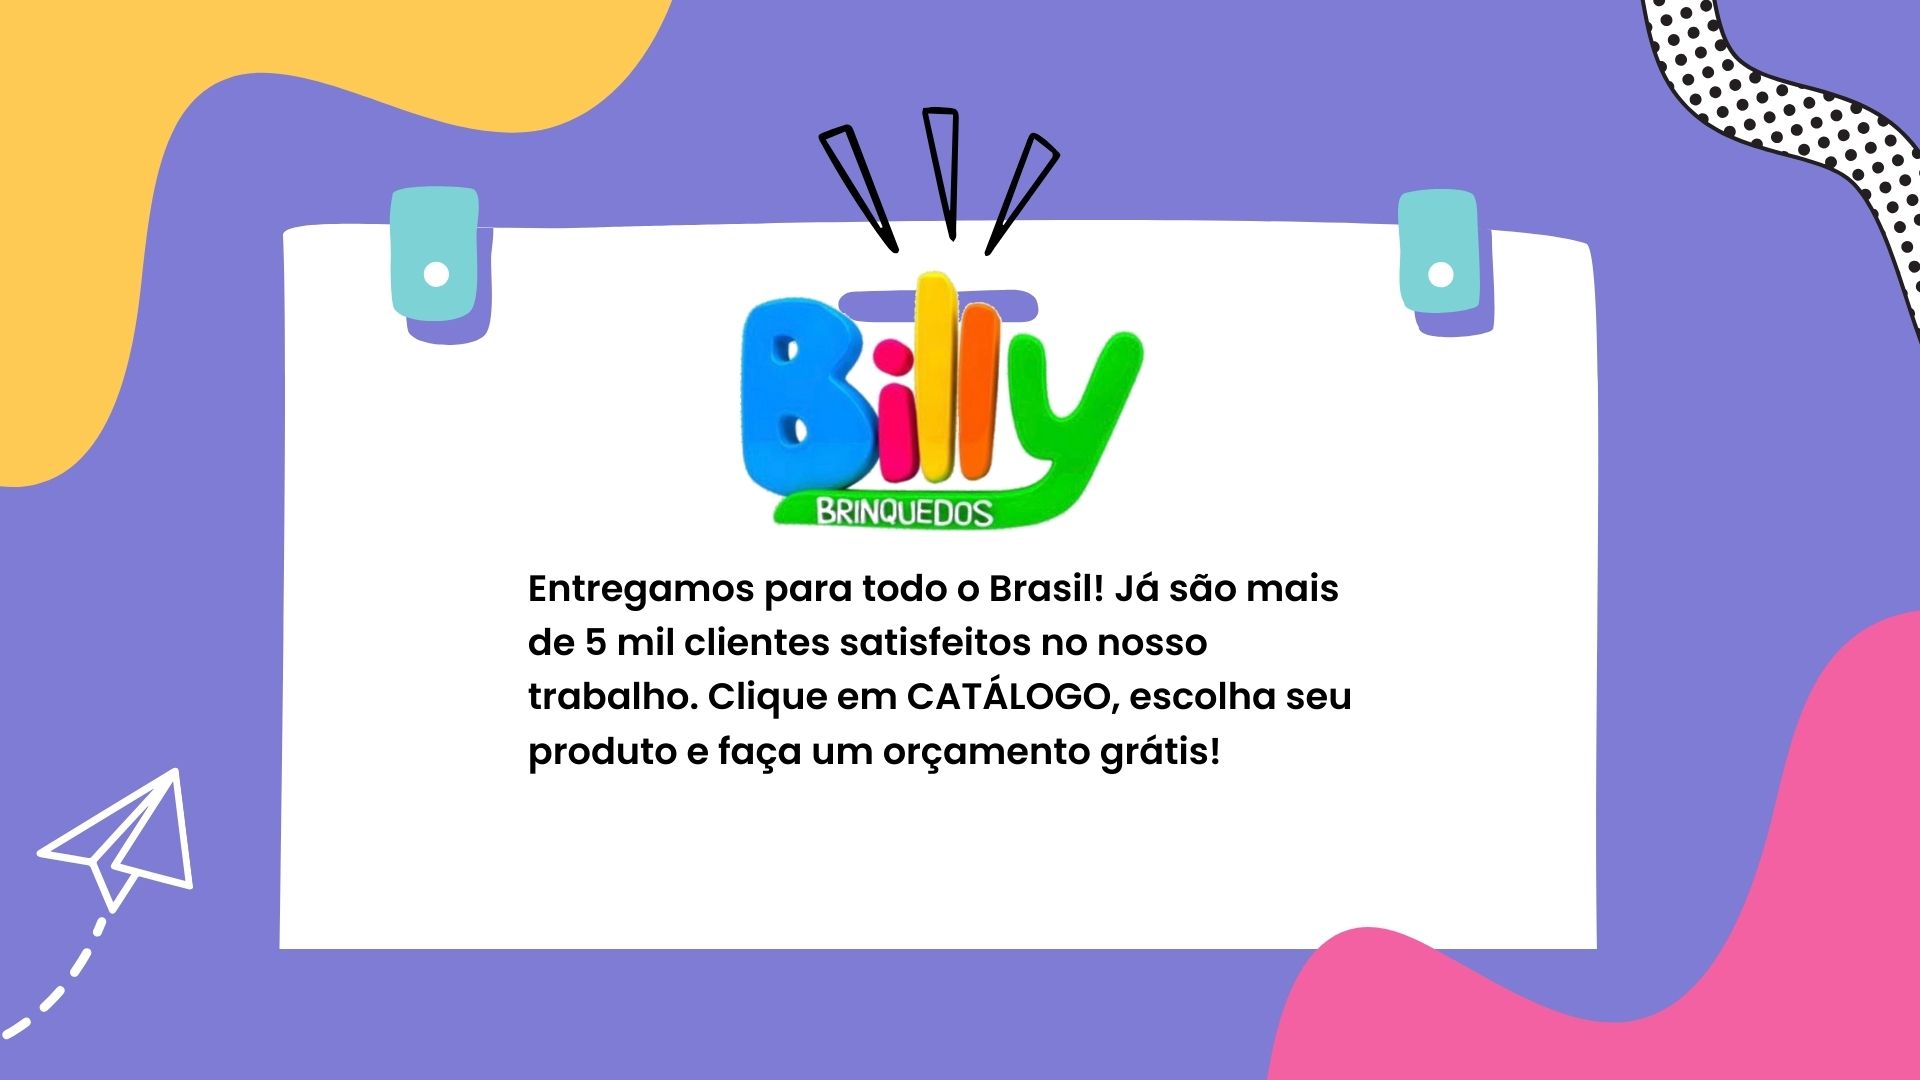 Billy
BRINQUEDOS
Entregamos para todo o Brasil! Já são mais
de 5 mil clientes satisfeitos no nosso
trabalho. Clique em CATÁLOGO, escolha seu
produto e faça um orçamento grátis!